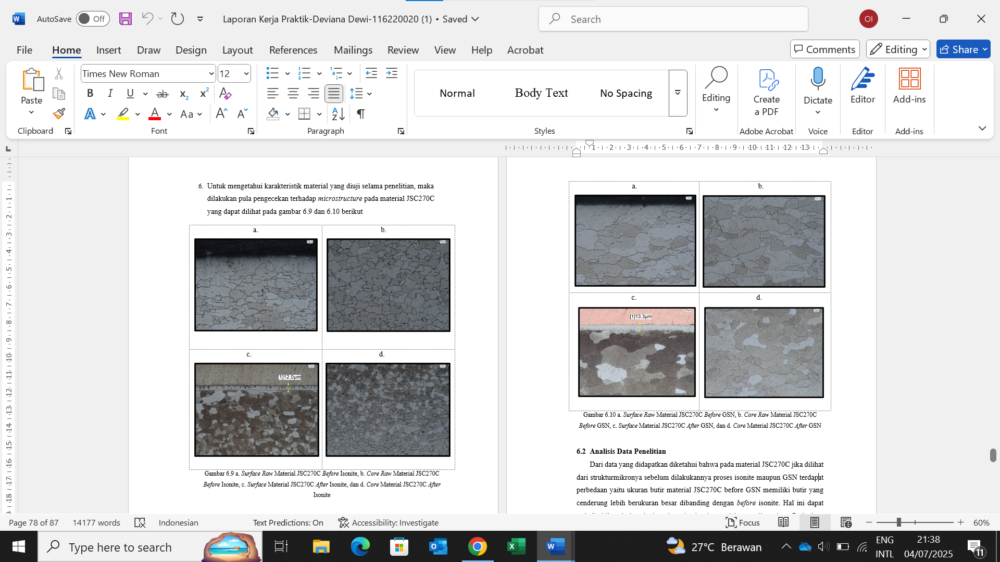 AutoSave Off Laporan Kerja Praktik-Deviana Dewi-116220020 (1) • Saved Search OI
File Home Insert Draw Design Layout References Mailings Review View Help Acrobat Comments Editing Share
Paste
Clipboard
Times New Roman 12
Font
Paragraph
Normal Body Text No Spacing
Styles
Editing
Create a PDF
Adobe Acrobat
Dictate
Voice
Editor
Editor
Add-ins
Add-ins
1 2 3 4 5 6 7 8 9 10 11 12 13
6. Untuk mengetahui karakteristik material yang diuji selama penelitian, maka
dilakukan pula pengecekan terhadap microstructure pada material JSC270C
yang dapat dilihat pada gambar 6.9 dan 6.10 berikut
a. b.
c. d.
1]12.0µm
Gambar 6.9 a. Surface Raw Material JSC270C Before Isonite, b. Core Raw Material JSC270C
Before Isonite, c. Surface Material JSC270C After Isonite, dan d. Core Material JSC270C After
Isonite
a. b.
c. d.
[1]13.3µm
Gambar 6.10 a. Surface Raw Material JSC270C Before GSN, b. Core Raw Material JSC270C
Before GSN, c. Surface Material JSC270C After GSN, dan d. Core Material JSC270C After GSN
6.2 Analisis Data Penelitian
Dari data yang didapatkan diketahui bahwa pada material JSC270C jika dilihat
dari strukturmikronya sebelum dilakukannya proses isonite maupun GSN terdapat
perbedaan yaitu ukuran butir material JSC270C before GSN memiliki butir yang
cenderung lebih berukuran besar dibanding dengan before isonite. Hal ini dapat
Page 78 of 87 14177 words Indonesian Text Predictions: On Accessibility: Investigate Focus 60%
Type here to search 27°C Berawan ENG INTL 21:38 04/07/2025 11